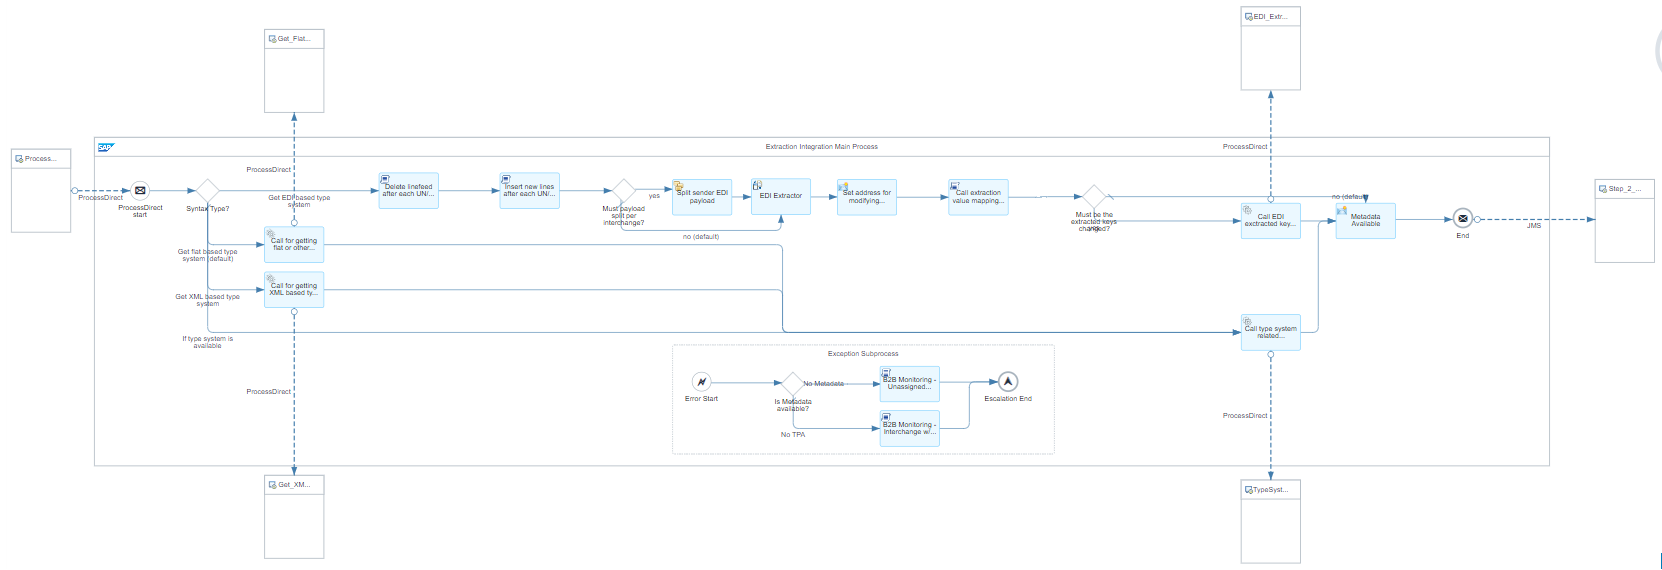 EDI_Extr...
Get_Flat...
SAP
Extraction Integration Main Process
ProcessDirect
Process...
ProcessDirect
ProcessDirect
ProcessDirect
start
Syntax Type?
Get EDI based type
system
Delete linefeed
after each UN/...
Insert new lines
after each UN/...
Must payload
split per
interchange?
yes
no (default)
Split sender EDI
payload
EDI Extractor
Set address for
modifying...
Call extraction
value mapping...
Must be the
extracted keys
changed?
yes
no (default)
Call EDI
exctracted key...
Metadata
Available
End
JMS
Step_2_...
Call for getting
flat or other...
Get flat based type
system (default)
Call for getting
XML based ty...
Get XML based type
system
If type system is
available
Call type system
related...
Exception Subprocess
Error Start
No Metadata
Is Metadata
available?
No TPA
B2B Monitoring -
Unassigned...
B2B Monitoring -
Interchange w/...
Escalation End
ProcessDirect
ProcessDirect
Get_XM...
TypeSyst...